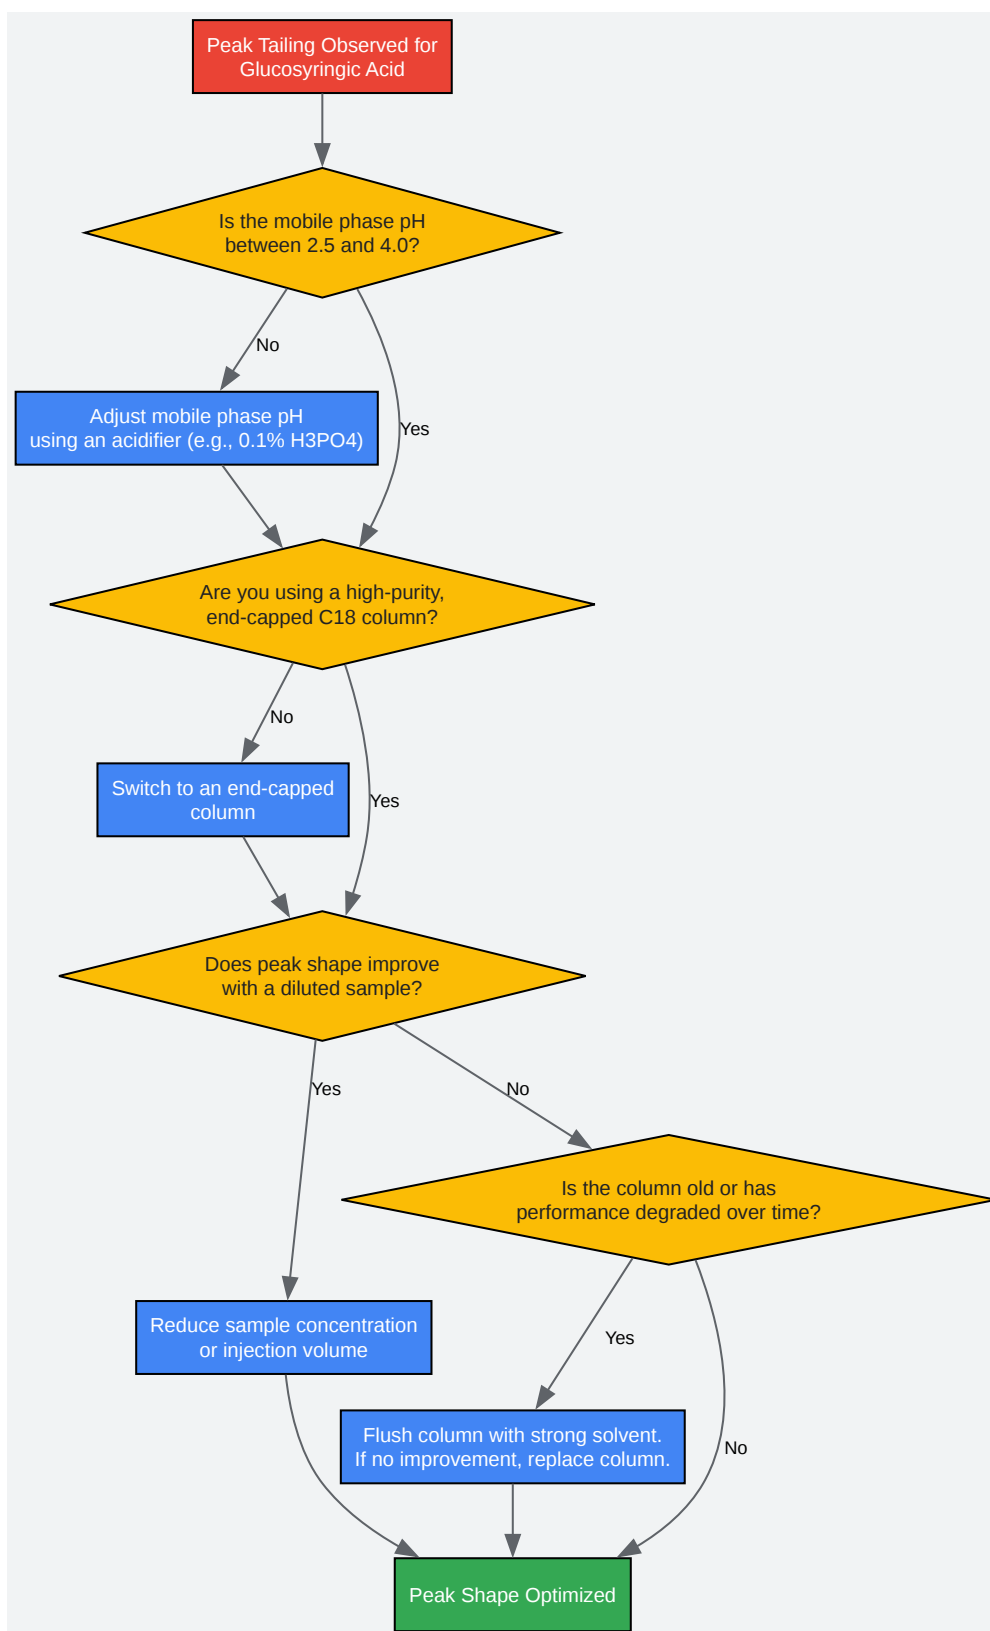 Peak Tailing Observed for
Glucosyringic Acid
Is the mobile phase pH
between 2.5 and 4.0?
No
Adjust mobile phase pH
using an acidifier (e.g., 0.1% H3PO4)
Yes
Are you using a high-purity,
end-capped C18 column?
No
Switch to an end-capped
column
Yes
Does peak shape improve
with a diluted sample?
Yes
No
Is the column old or has
performance degraded over time?
Reduce sample concentration
or injection volume
Yes
Flush column with strong solvent.
If no improvement, replace column.
No
Peak Shape Optimized